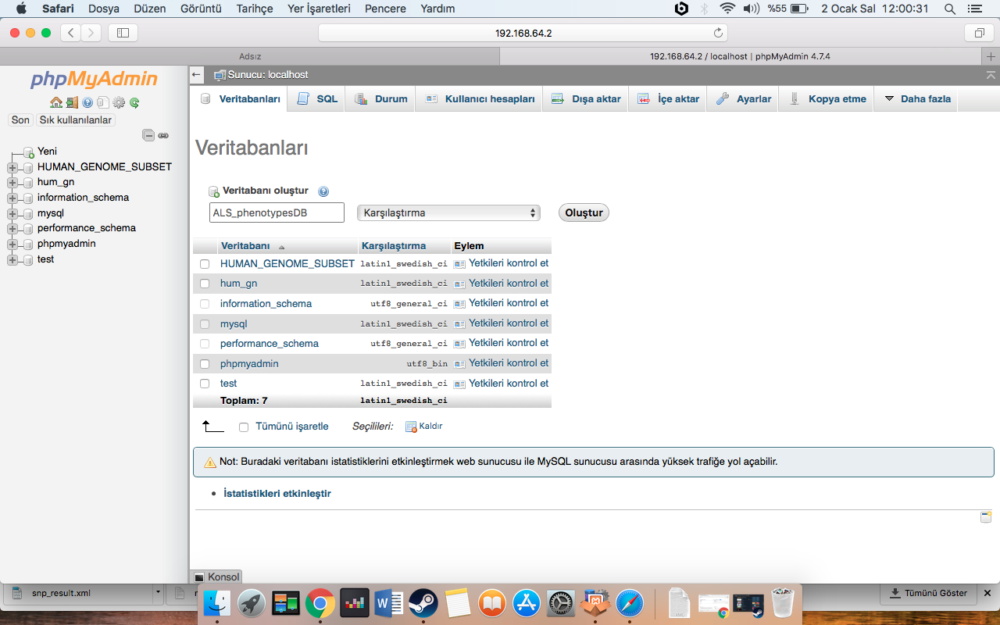 Safari Dosya Düzen Görüntü Tarihçe Yer İşaretleri Pencere Yardım %55 2 Ocak Sal 12:00:31
192.168.64.2
Adsız 192.168.64.2 / localhost | phpMyAdmin 4.7.4
phpMyAdmin
Son Sık kullanılanlar
Yeni
HUMAN_GENOME_SUBSET
hum_gn
information_schema
mysql
performance_schema
phpmyadmin
test
Sunucu: localhost
Veritabanları SQL Durum Kullanıcı hesapları Dışa aktar İçe aktar Ayarlar Kopya etme Daha fazla
Veritabanları
Veritabanı oluştur
ALS_phenotypesDB Karşılaştırma Oluştur
Veritabanı Karşılaştırma Eylem
HUMAN_GENOME_SUBSET latin1_swedish_ci Yetkileri kontrol et
hum_gn latin1_swedish_ci Yetkileri kontrol et
information_schema utf8_general_ci Yetkileri kontrol et
mysql latin1_swedish_ci Yetkileri kontrol et
performance_schema utf8_general_ci Yetkileri kontrol et
phpmyadmin utf8_bin Yetkileri kontrol et
test latin1_swedish_ci Yetkileri kontrol et
Toplam: 7 latin1_swedish_ci
Tümünü işaretle Seçilileri: Kaldır
Not: Buradaki veritabanı istatistiklerini etkinleştirmek web sunucusu ile MySQL sunucusu arasında yüksek trafiğe yol açabilir.
İstatistikleri etkinleştir
Konsol
snp_result.xml Tümünü Göster